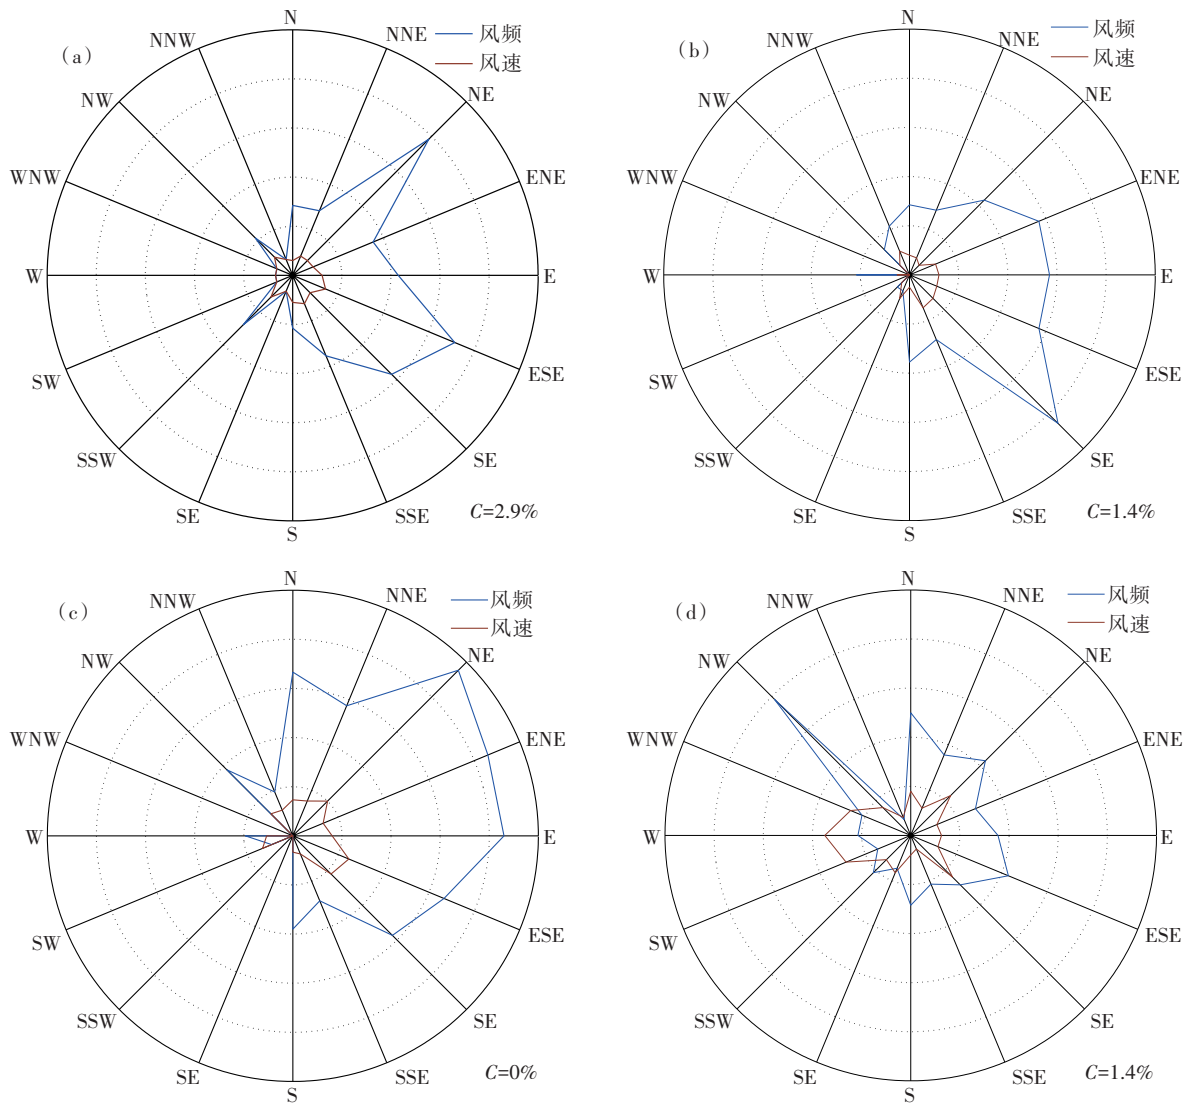 (a)
N
NNE
NE
ENE
E
ESE
SE
SSE
S
SE
SSW
SW
W
WNW
NW
NNW
风频
风速
C=2.9%
(b)
N
NNE
NE
ENE
E
ESE
SE
SSE
S
SE
SSW
SW
W
WNW
NW
NNW
风频
风速
C=1.4%
(c)
N
NNE
NE
ENE
E
ESE
SE
SSE
S
SE
SSW
SW
W
WNW
NW
NNW
风频
风速
C=0%
(d)
N
NNE
NE
ENE
E
ESE
SE
SSE
S
SE
SSW
SW
W
WNW
NW
NNW
风频
风速
C=1.4%